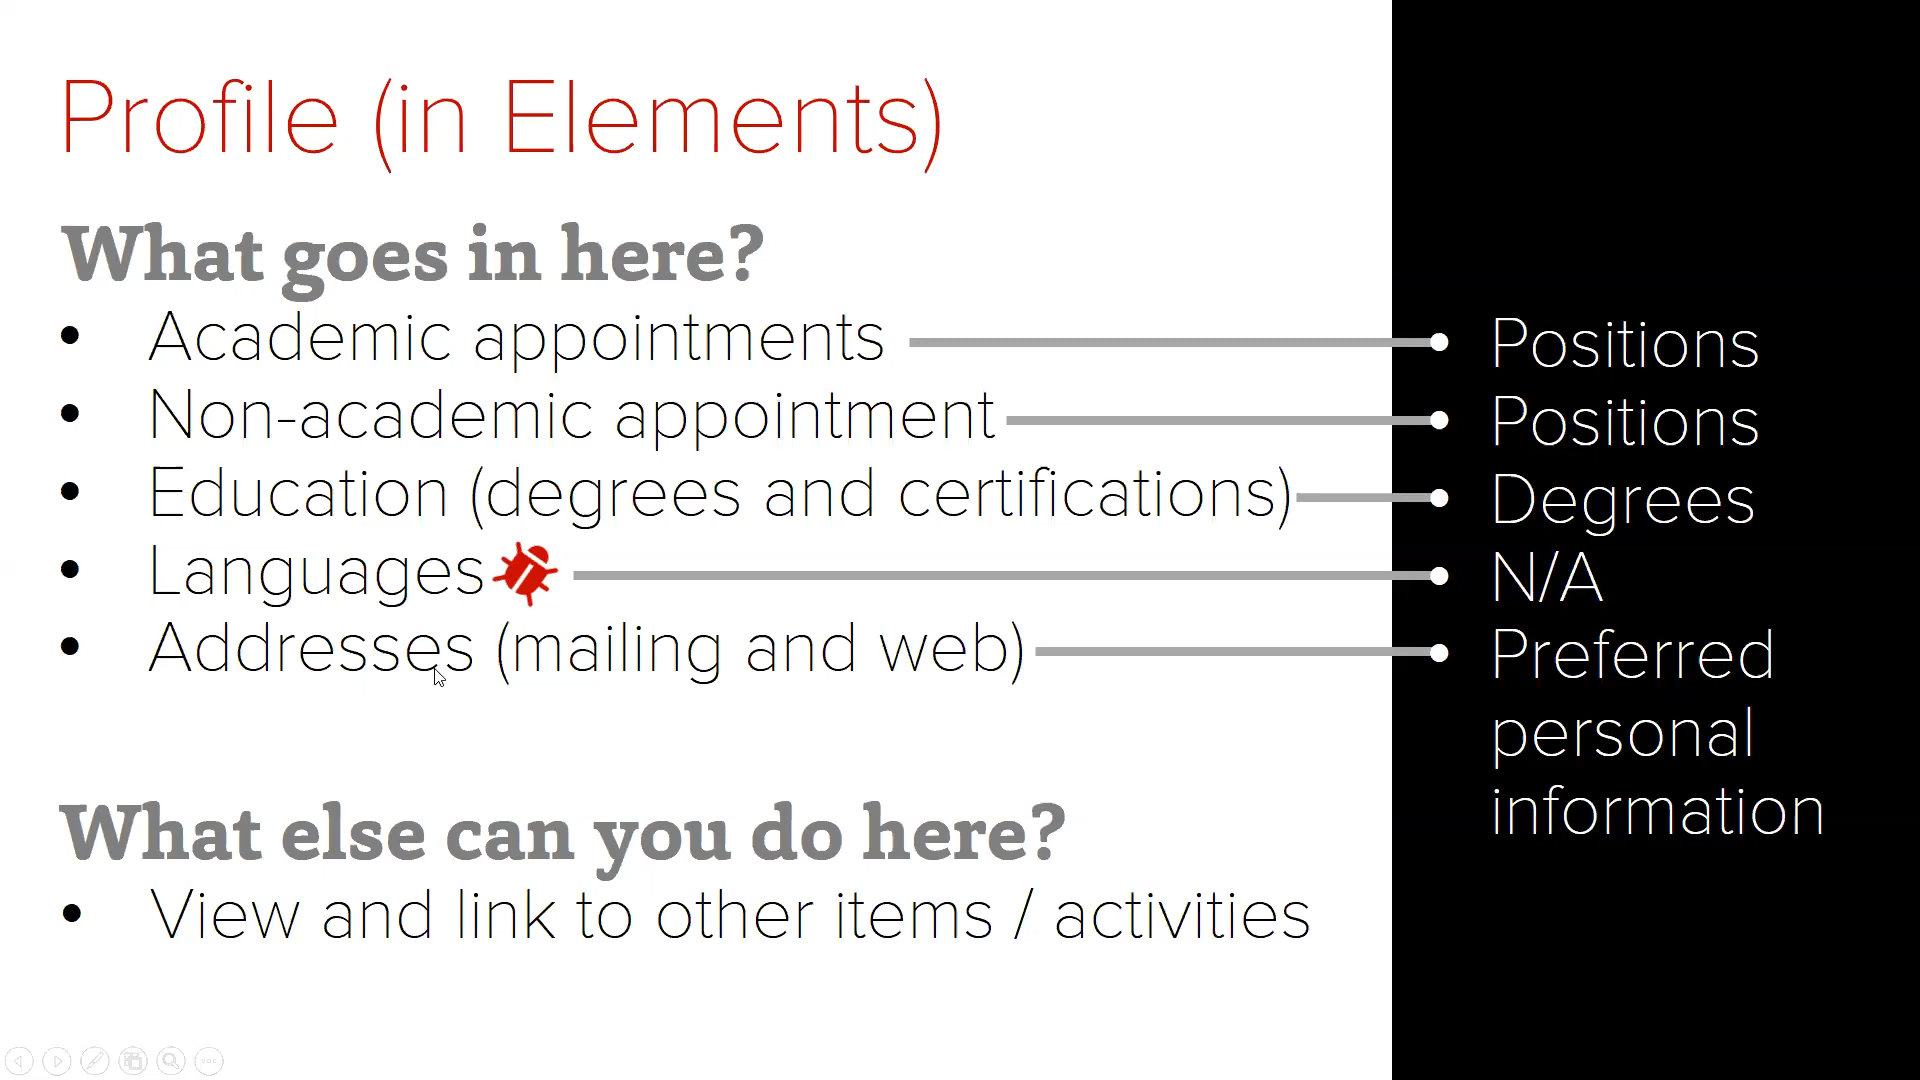 Profile (in Elements)
What goes in here?
• Academic appointments
• Positions
• Non-academic appointment
• Positions
• Education (degrees and certifications)
• Degrees
• Languages
• N/A
• Addresses (mailing and web)
• Preferred
personal
information
What else can you do here?
• View and link to other items / activities